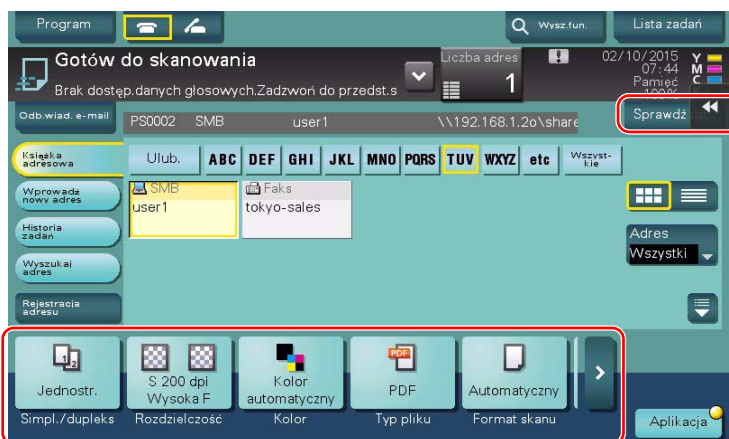 Program
Wysz.fun.
Lista zadań
Gotów do skanowania
Brak dostęp.danych głosowych.Zadzwoń do przedst.s
Liczba adres
1
02/10/2015
07:44
Pamięć
100%
Y
M
C
K
Odb.wiad. e-mail
PS0002 SMB user1 \\192.168.1.2o\share
Sprawdź
Książka
adresowa
Ulub. ABC DEF GHI JKL MNO PQRS TUV WXYZ etc Wszyst-
kie
Wprowadź
nowy adres
Historia
zadań
Wyszukaj
adres
Rejestracja
adresu
SMB
user1
Faks
tokyo-sales
Adres
Wszystki
Jednostr.
Simpl./dupleks
S 200 dpi
Wysoka F
Rozdzielczość
Kolor
automatyczny
Kolor
PDF
PDF
Typ pliku
Automatyczny
Format skanu
Aplikacja